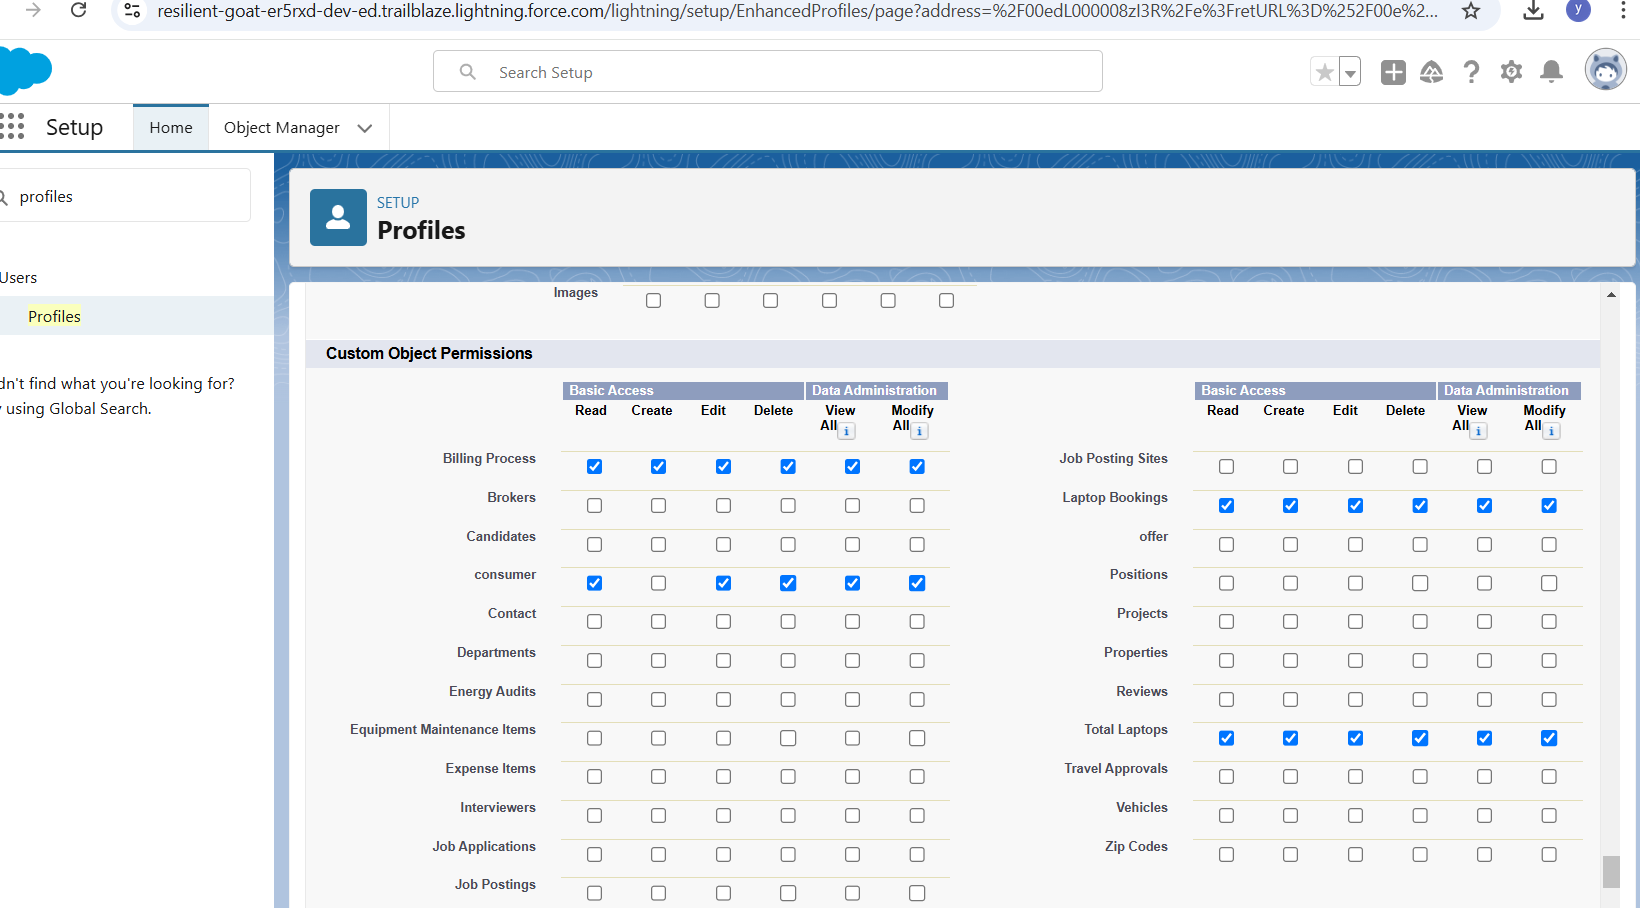 resilient-goat-er5rxd-dev-ed.trailblaze.lightning.force.com/lightning/setup/EnhancedProfiles/page?address=%2F00edL000008zI3R%2Fe%3FretURL%3D%252F00e%2...
y
Search Setup
Setup
Home
Object Manager
profiles
Users
Profiles
dn't find what you're looking for?
using Global Search.
SETUP
Profiles
Images
Custom Object Permissions
Basic Access Data Administration
Read Create Edit Delete View All i Modify All i
Billing Process
Brokers
Candidates
consumer
Contact
Departments
Energy Audits
Equipment Maintenance Items
Expense Items
Interviewers
Job Applications
Job Postings
Basic Access Data Administration
Read Create Edit Delete View All i Modify All i
Job Posting Sites
Laptop Bookings
offer
Positions
Projects
Properties
Reviews
Total Laptops
Travel Approvals
Vehicles
Zip Codes